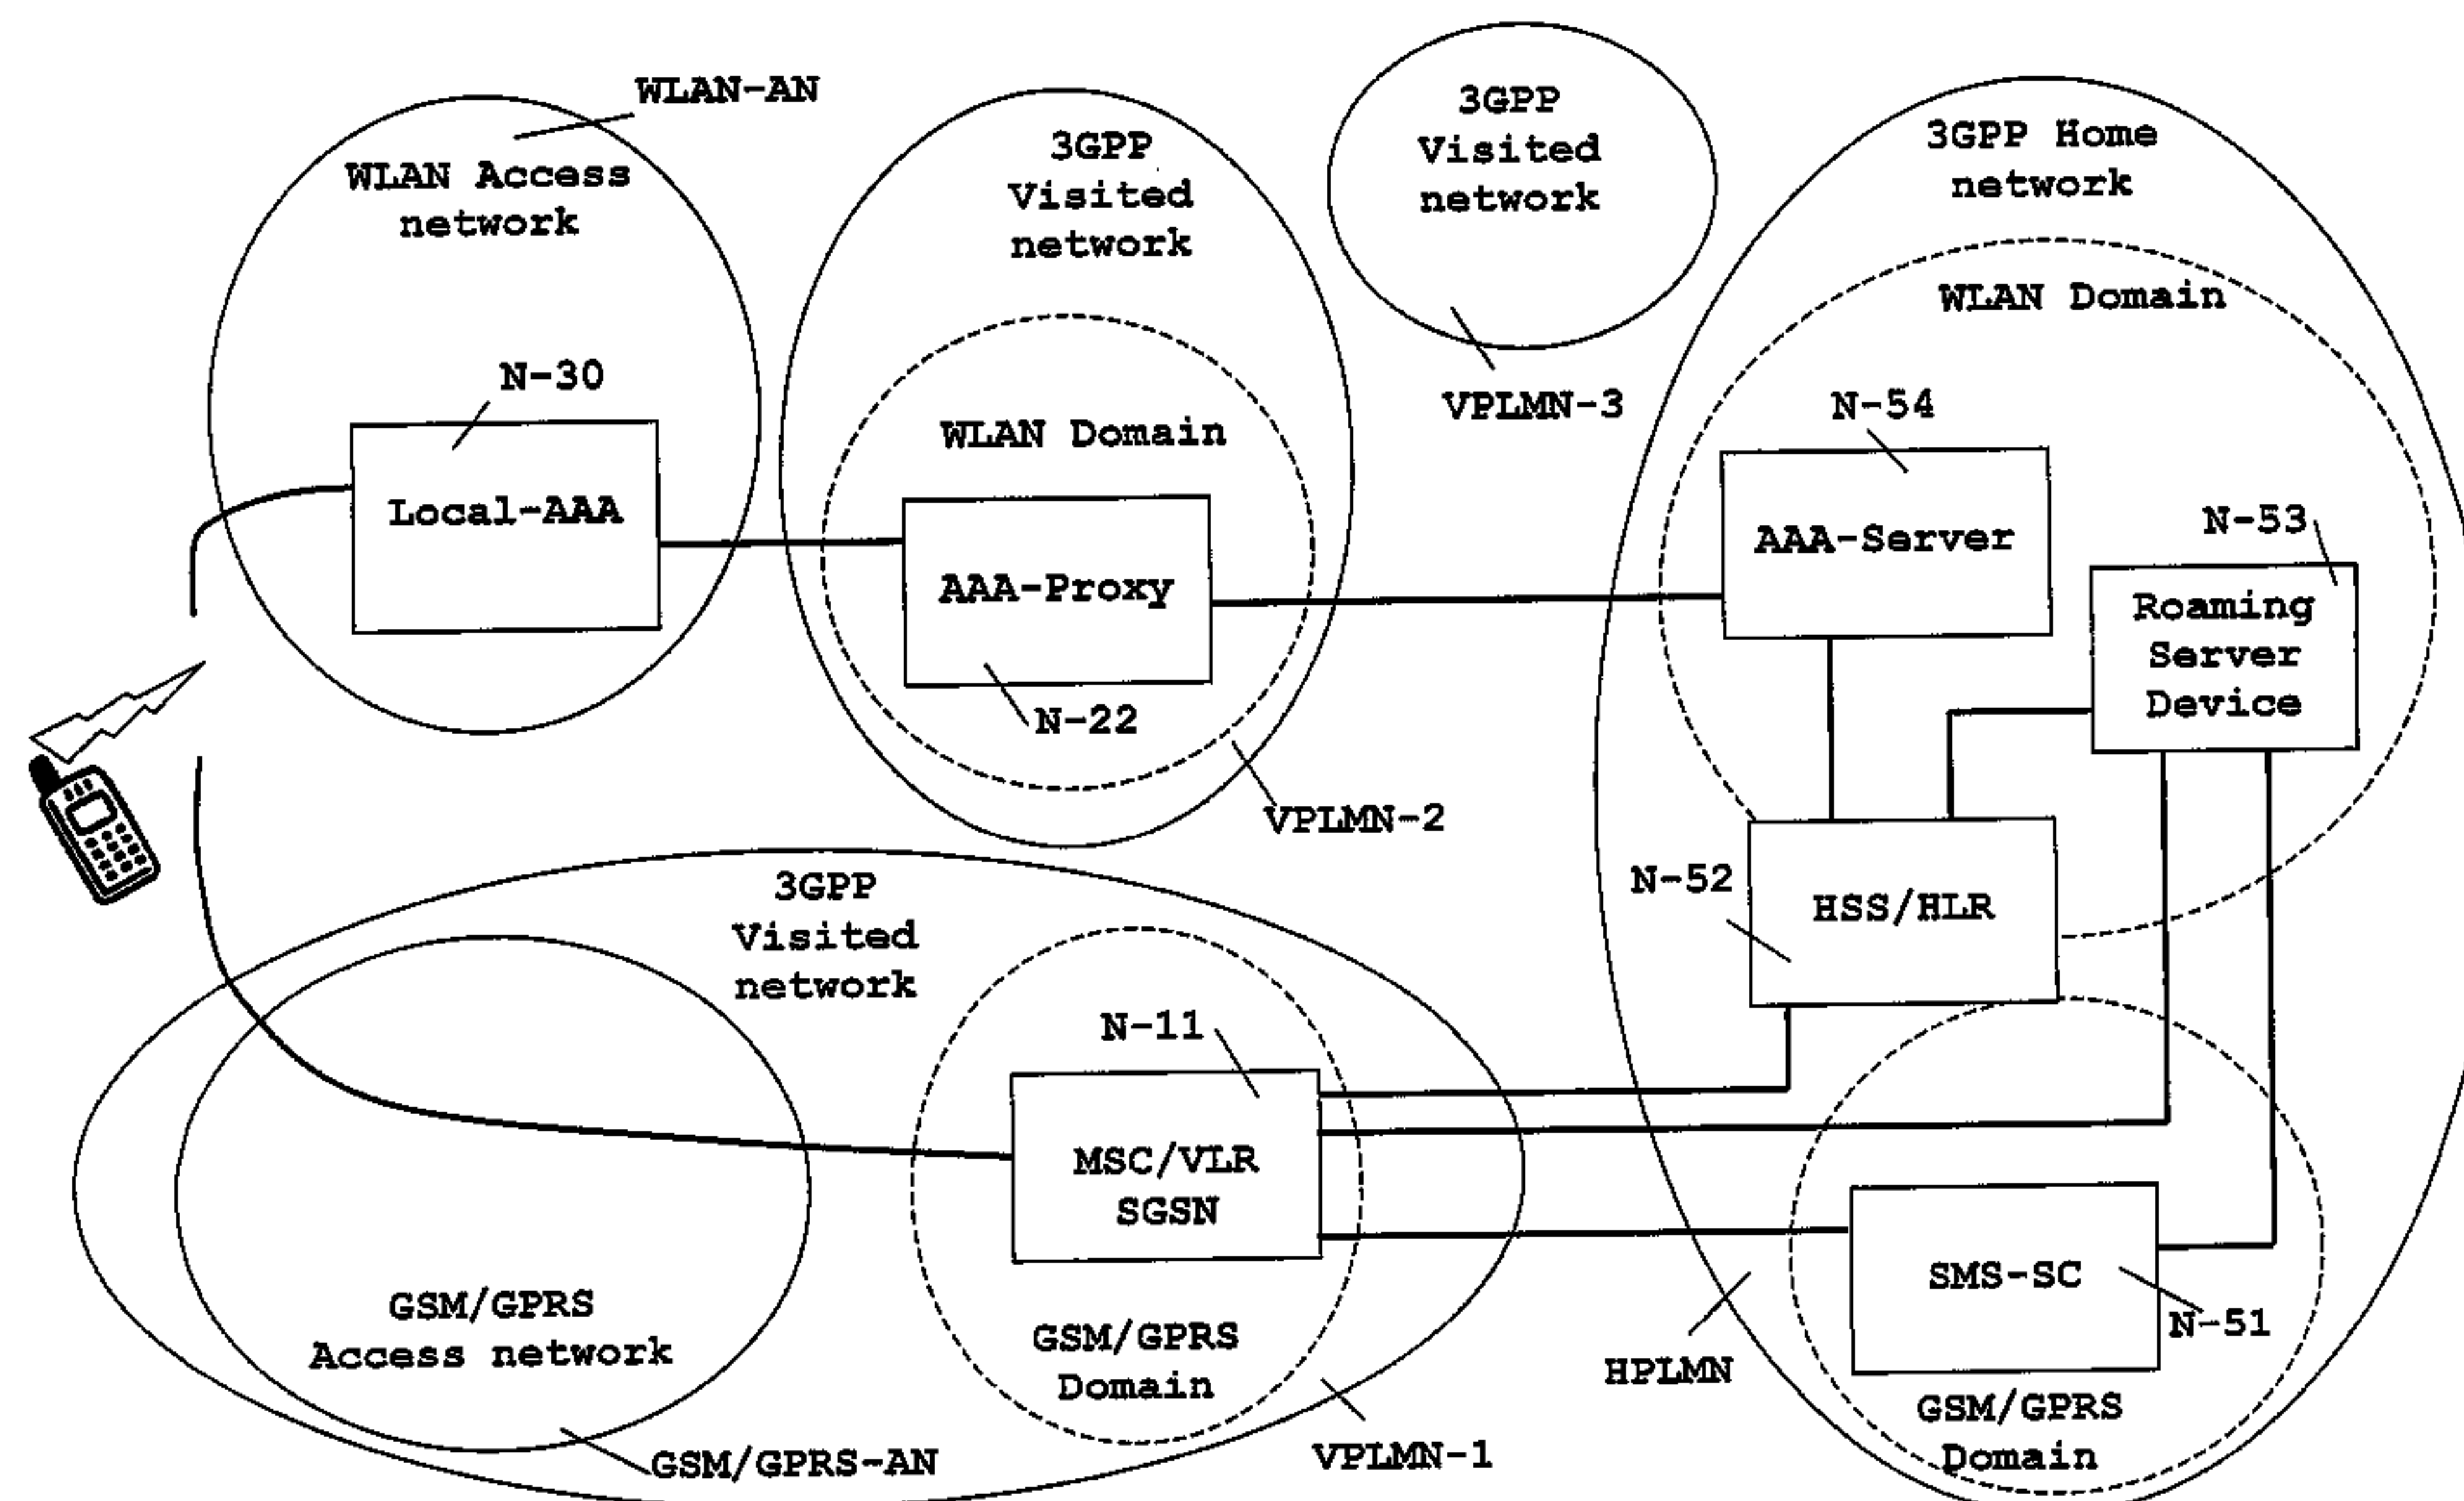 WLAN-AN
WLAN Access
network
N-30
Local-AAA
3GPP
Visited
network
WLAN Domain
AAA-Proxy
N-22
VPLMN-2
3GPP
Visited
network
VPLMN-3
3GPP Home
network
WLAN Domain
N-54
AAA-Server
N-53
Roaming
Server
Device
N-52
HSS/HLR
3GPP
Visited
network
N-11
MSC/VLR
SGSN
GSM/GPRS
Access network
GSM/GPRS
Domain
GSM/GPRS-AN
VPLMN-1
HPLMN
SMS-SC
N-51
GSM/GPRS
Domain